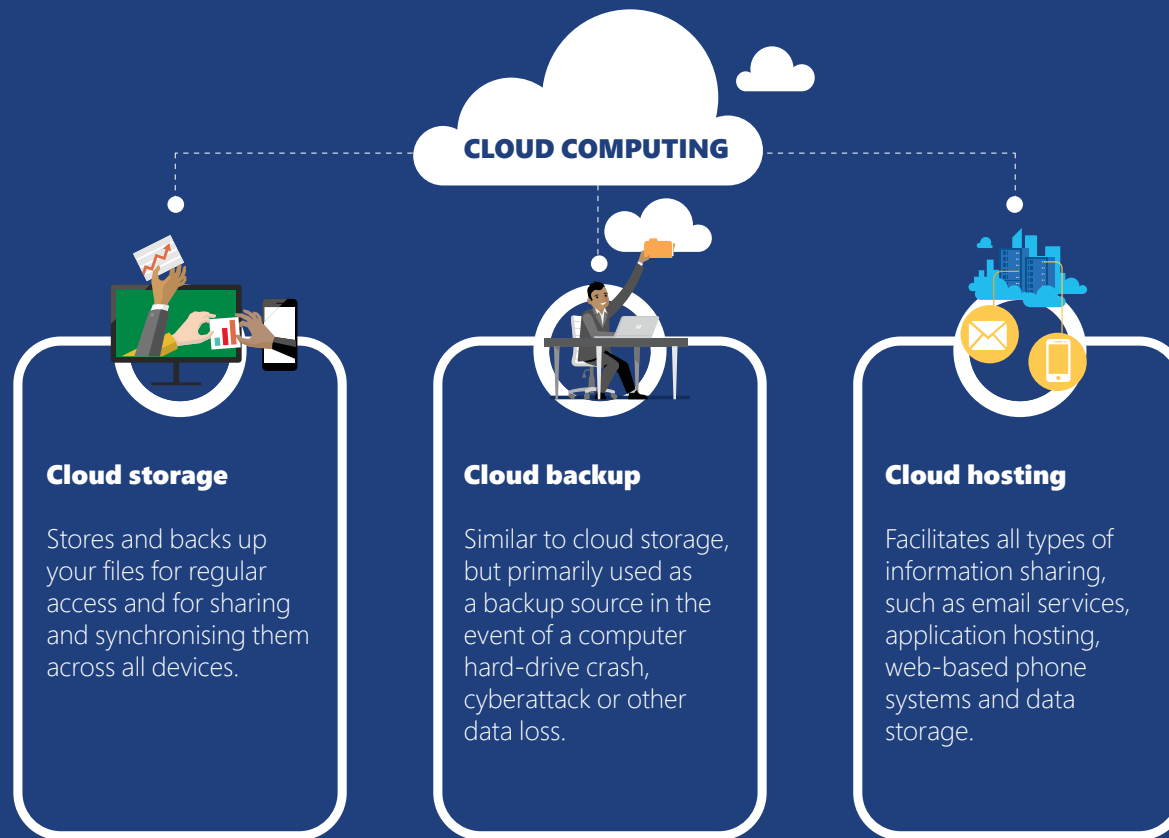 CLOUD COMPUTING
Cloud storage
Stores and backs up
your files for regular
access and for sharing
and synchronising them
across all devices.
Cloud backup
Similar to cloud storage,
but primarily used as
a backup source in the
event of a computer
hard-drive crash,
cyberattack or other
data loss.
Cloud hosting
Facilitates all types of
information sharing,
such as email services,
application hosting,
web-based phone
systems and data
storage.